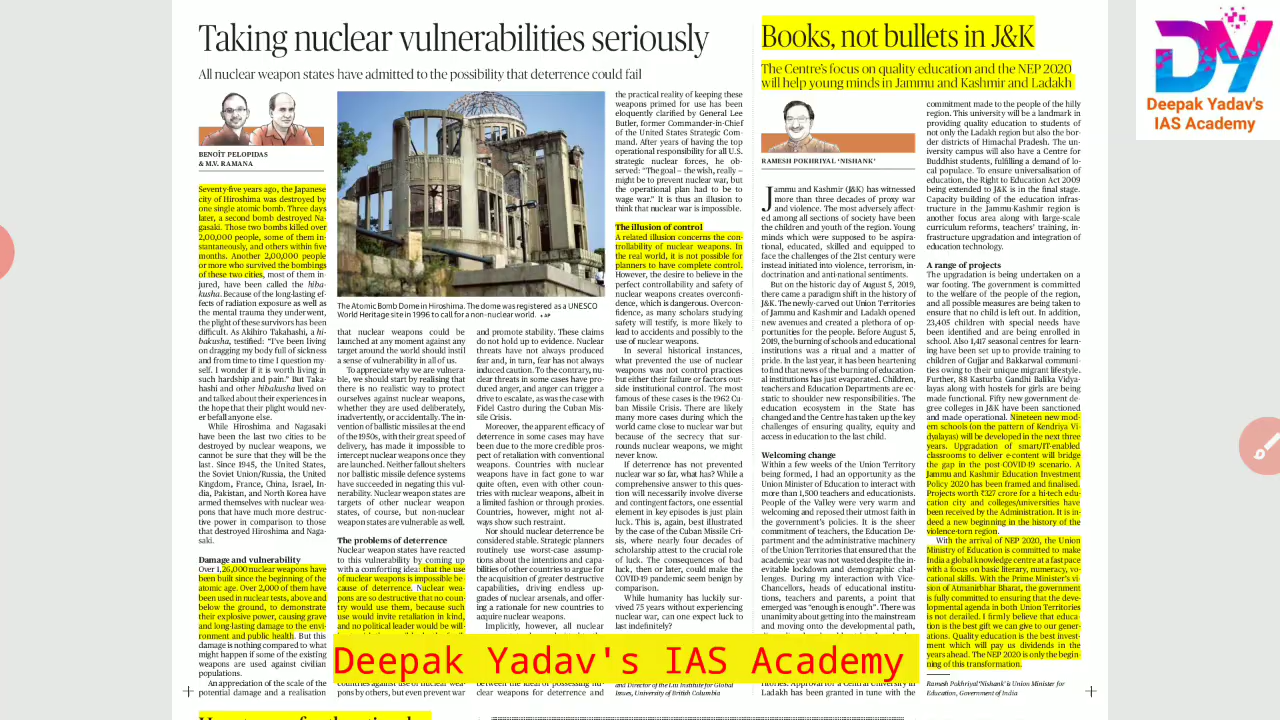 Taking nuclear vulnerabilities seriously
All nuclear weapon states have admitted to the possibility that deterrence could fail
BENOÎT PELOPIDAS
& M.V. RAMANA
Seventy-five years ago, the Japanese
city of Hiroshima was destroyed by
one single atomic bomb. Three days
later, a second bomb destroyed Na-
gasaki. Those two bombs killed over
2,00,000 people, some of them in-
stantaneously, and others within five
months. Another 2,00,000 people
or more who survived the bombings
of these two cities, most of them in-
jured, have been called the hiba-
kusha. Because of the long-lasting ef-
fects of radiation exposure as well as
the mental trauma they underwent,
the plight of these survivors has been
difficult. As Akihiro Takahashi, a hi-
bakusha, testified: “I've been living
on dragging my body full of sickness
and from time to time I question my-
self. I wonder if it is worth living in
such hardship and pain.” But Taka-
hashi and other hibakusha lived on
and talked about their experiences in
the hope that their plight would nev-
er befall anyone else.
While Hiroshima and Nagasaki
have been the last two cities to be
destroyed by nuclear weapons, we
cannot be sure that they will be the
last. Since 1945, the United States,
the Soviet Union/Russia, the United
Kingdom, France, China, Israel, In-
dia, Pakistan, and North Korea have
armed themselves with nuclear wea-
pons that have much more destruc-
tive power in comparison to those
that destroyed Hiroshima and Naga-
saki.
Damage and vulnerability
Over 1,26,000 nuclear weapons have
been built since the beginning of the
atomic age. Over 2,000 of them have
been used in nuclear tests, above and
below the ground, to demonstrate
their explosive power, causing grave
and long-lasting damage to the envi-
ronment and public health. But this
damage is nothing compared to what
might happen if some of the existing
weapons are used against civilian
populations.
An appreciation of the scale of the
potential damage and a realisation
The Atomic Bomb Dome in Hiroshima. The dome was registered as a UNESCO
World Heritage site in 1996 to call for a non-nuclear world. • AP
that nuclear weapons could be
launched at any moment against any
target around the world should instil
a sense of vulnerability in all of us.
To appreciate why we are vulnera-
ble, we should start by realising that
there is no realistic way to protect
ourselves against nuclear weapons,
whether they are used deliberately,
inadvertently, or accidentally. The in-
vention of ballistic missiles at the end
of the 1950s, with their great speed of
delivery, has made it impossible to
intercept nuclear weapons once they
are launched. Neither fallout shelters
nor ballistic missile defence systems
have succeeded in negating this vul-
nerability. Nuclear weapon states are
targets of other nuclear weapon
states, of course, but non-nuclear
weapon states are vulnerable as well.
The problems of deterrence
Nuclear weapon states have reacted
to this vulnerability by coming up
with a comforting idea: that the use
of nuclear weapons is impossible be-
cause of deterrence. Nuclear wea-
pons are so destructive that no coun-
try would use them, because such
use would invite retaliation in kind,
and no political leader would be will-
pons by others, but even prevent war
and promote stability. These claims
do not hold up to evidence. Nuclear
threats have not always produced
fear and, in turn, fear has not always
induced caution. To the contrary, nu-
clear threats in some cases have pro-
duced anger, and anger can trigger a
drive to escalate, as was the case with
Fidel Castro during the Cuban Mis-
sile Crisis.
Moreover, the apparent efficacy of
deterrence in some cases may have
been due to the more credible pros-
pect of retaliation with conventional
weapons. Countries with nuclear
weapons have in fact gone to war
quite often, even with other coun-
tries with nuclear weapons, albeit in
a limited fashion or through proxies.
Countries, however, might not al-
ways show such restraint.
Nor should nuclear deterrence be
considered stable. Strategic planners
routinely use worst-case assump-
tions about the intentions and capa-
bilities of other countries to argue for
the acquisition of greater destructive
capabilities, driving endless up-
grades of nuclear arsenals, and offer-
ing a rationale for new countries to
acquire nuclear weapons.
Implicitly, however, all nuclear
clear weapons for deterrence and
the practical reality of keeping these
weapons primed for use has been
eloquently clarified by General Lee
Butler, former Commander-in-Chief
of the United States Strategic Com-
mand. After years of having the top
operational responsibility for all U.S.
strategic nuclear forces, he ob-
served: “The goal – the wish, really –
might be to prevent nuclear war, but
the operational plan had to be to
wage war.” It is thus an illusion to
think that nuclear war is impossible.
The illusion of control
A related illusion concerns the con-
trollability of nuclear weapons. In
the real world, it is not possible for
planners to have complete control.
However, the desire to believe in the
perfect controllability and safety of
nuclear weapons creates overconfi-
dence, which is dangerous. Overcon-
fidence, as many scholars studying
safety will testify, is more likely to
lead to accidents and possibly to the
use of nuclear weapons.
In several historical instances,
what prevented the use of nuclear
weapons was not control practices
but either their failure or factors out-
side institutional control. The most
famous of these cases is the 1962 Cu-
ban Missile Crisis. There are likely
many more cases during which the
world came close to nuclear war but
because of the secrecy that sur-
rounds nuclear weapons, we might
never know of them.
If deterrence has not prevented
nuclear war so far, what has? While a
comprehensive answer to this ques-
tion will necessarily involve diverse
and contingent factors, one essential
element in key episodes is just plain
luck. This is, again, best illustrated
by the case of the Cuban Missile Cri-
sis, where nearly four decades of
scholarship attest to the crucial role
of luck. The consequences of bad
luck, then or later, could make the
COVID-19 pandemic seem benign by
comparison.
While humanity has luckily sur-
vived 75 years without experiencing
nuclear war, can one expect luck to
last indefinitely?
Issues, University of British Columbia
Books, not bullets in J&K
The Centre's focus on quality education and the NEP 2020
will help young minds in Jammu and Kashmir and Ladakh
RAMESH POKHRIYAL ‘NISHANK’
Jammu and Kashmir (J&K) has witnessed
more than three decades of proxy war
and violence. The most adversely affect-
ed among all sections of society have been
the children and youth of the region. Young
minds which were supposed to be aspira-
tional, educated, skilled and equipped to
face the challenges of the 21st century were
instead initiated into violence, terrorism, in-
doctrination and anti-national sentiments.
But on the historic day of August 5, 2019,
there came a paradigm shift in the history of
J&K. The newly-carved out Union Territories
of Jammu and Kashmir and Ladakh opened
new avenues and created a plethora of op-
portunities for the people. Before August 5,
2019, the burning of schools and educational
institutions was a ritual and a matter of
pride. In the last year, it has been heartening
to find that news of the burning of education-
al institutions has just evaporated. Children,
teachers and Education Departments are ec-
static to shoulder new responsibilities. The
education ecosystem in the State has
changed and the Centre has taken up the key
challenges of ensuring quality, equity and
access in education to the last child.
Welcoming change
Within a few weeks of the Union Territory
being formed, I had an opportunity as the
Union Minister of Education to interact with
more than 1,500 teachers and educationists.
People of the Valley were very warm and
welcoming and reposed their utmost faith in
the government's policies. It is the sheer
commitment of teachers, the Education De-
partment and the administrative machinery
of the Union Territories that ensured that the
academic year was not wasted despite the in-
evitable lockdown and demographic chal-
lenges. During my interaction with Vice-
Chancellors, heads of educational institu-
tions, teachers and parents, a point that
emerged was “enough is enough”. There was
unanimity about getting into the mainstream
and moving onto the developmental path,
Ladakh has been granted in tune with the
commitment made to the people of the hilly
region. This university will be a landmark in
providing quality education to students of
not only the Ladakh region but also the bor-
der districts of Himachal Pradesh. The un-
iversity campus will also have a Centre for
Buddhist students, fulfilling a demand of lo-
cal populace. To ensure universalisation of
education, the Right to Education Act 2009
being extended to J&K is in the final stage.
Capacity building of the education infras-
tructure in the Jammu-Kashmir region is
another focus area along with large-scale
curriculum reforms, teachers' training, in-
frastructure upgradation and integration of
education technology.
A range of projects
The upgradation is being undertaken on a
war footing. The government is committed
to the welfare of the people of the region,
and all possible measures are being taken to
ensure that no child is left out. In addition,
23,405 children with special needs have
been identified and are being enrolled in
school. Also 1,417 seasonal centres for learn-
ing have been set up to provide training to
children of Gujjar and Bakkarwal communi-
ties owing to their unique migrant lifestyle.
Further, 88 Kasturba Gandhi Balika Vidya-
layas along with hostels for girls are being
made functional. Fifty new government de-
gree colleges in J&K have been sanctioned
and made operational. Nineteen new mod-
ern schools (on the pattern of Kendriya Vi-
dyalayas) will be developed in the next three
years. Upgradation of smart/IT-enabled
classrooms to deliver e-content will bridge
the gap in the post COVID-19 scenario. A
Jammu and Kashmir Education Investment
Policy 2020 has been framed and finalised.
Projects worth ₹327 crore for a hi-tech edu-
cation city and colleges/universities have
been received by the Administration. It is in-
deed a new beginning in the history of the
violence-torn region.
With the arrival of NEP 2020, the Union
Ministry of Education is committed to make
India a global knowledge centre at a fast pace
with a focus on basic literacy, numeracy, vo-
cational skills. With the Prime Minister's vi-
sion of Atmanirbhar Bharat, the government
is fully committed to ensuring that the deve-
lopmental agenda in both Union Territories
is not derailed. I firmly believe that educa-
tion is the best gift we can give to our gener-
ations. Quality education is the best invest-
ment which will pay us dividends in the
years ahead. The NEP 2020 is only the begin-
ning of this transformation.
Ramesh Pokhriyal ‘Nishank’ is Union Minister for
Education, Government of India
DY
Deepak Yadav's
IAS Academy
Deepak Yadav's IAS Academy